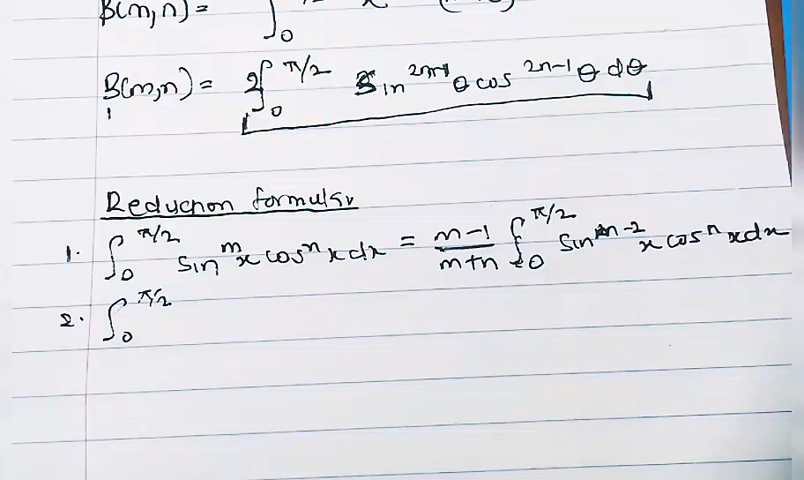 B(m,n) = ∫₀
B(m,n) = 2∫₀^π/2 Sin^2m-1 θ cos^2n-1 θ dθ
Reduction formular
1. ∫₀^π/2 sin^m x cos^n x dx = m-1/m+n ∫₀^π/2 sin^m-2 x cos^n x dx
2. ∫₀^π/2